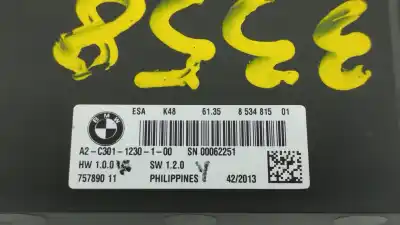 3358
BMW
ESA K48 61.35 8 534 815 01
A2-C301-1230-1-00 SN 00062251
HW 1.0.0 SW 1.2.0
757890 11 PHILIPPINES 42/2013